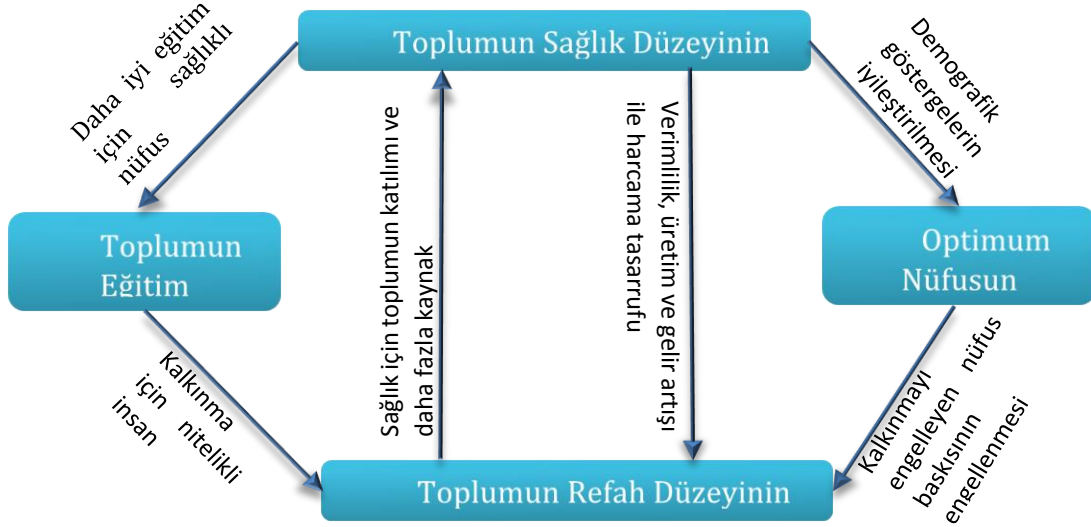 Toplumun Sağlık Düzeyinin
Daha iyi eğitim
için sağlıklı
nüfus
Demografik
göstergelerin
iyileştirilmesi
Sağlık için toplumun katılımı ve
daha fazla kaynak
Verimlilik, üretim ve gelir artışı
ile harcama tasarrufu
Toplumun
Eğitim
Optimum
Nüfusun
Kalkınma
için nitelikli
insan
Kalkınmayı
engelleyen nüfus
baskısının
engellenmesi
Toplumun Refah Düzeyinin